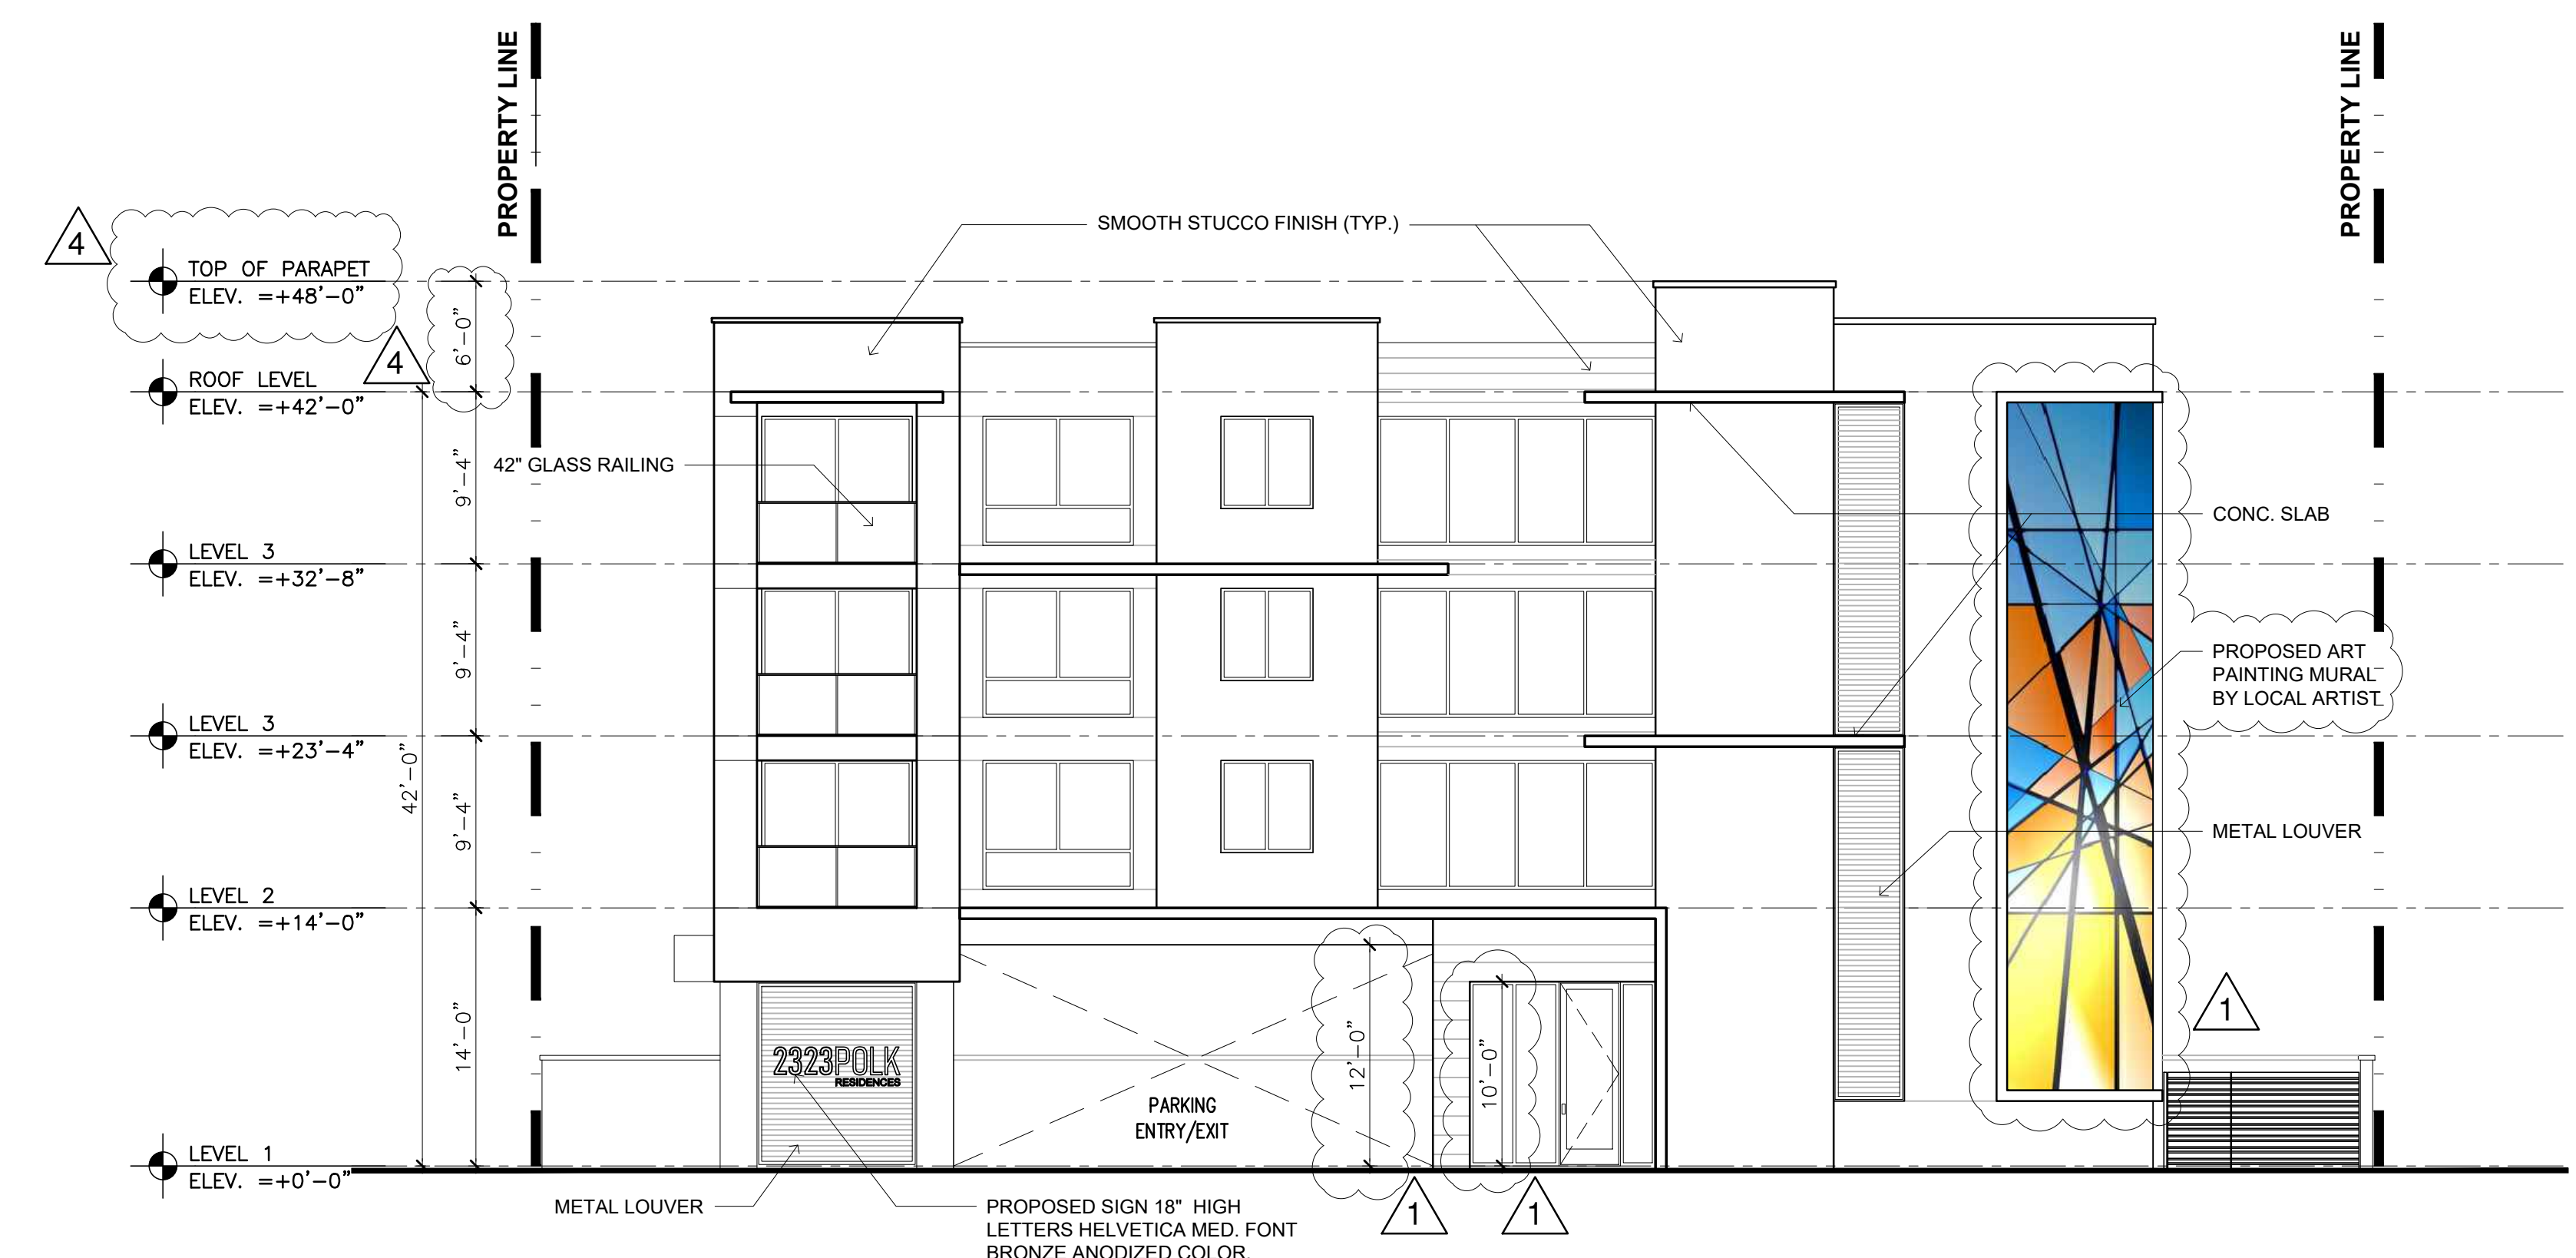 PROPERTY LINE
PROPERTY LINE
4
TOP OF PARAPET
ELEV. =+48'-0"
SMOOTH STUCCO FINISH (TYP.)
6'-0"
4
ROOF LEVEL
ELEV. =+42'-0"
9'-4"
42" GLASS RAILING
CONC. SLAB
LEVEL 3
ELEV. =+32'-8"
9'-4"
PROPOSED ART
PAINTING MURAL
BY LOCAL ARTIST
LEVEL 3
ELEV. =+23'-4"
42'-0"
9'-4"
METAL LOUVER
LEVEL 2
ELEV. =+14'-0"
14'-0"
12'-0"
10'-0"
1
2323POLK
RESIDENCES
PARKING
ENTRY/EXIT
LEVEL 1
ELEV. =+0'-0"
METAL LOUVER
PROPOSED SIGN 18" HIGH
LETTERS HELVETICA MED. FONT
BRONZE ANODIZED COLOR.
1
1